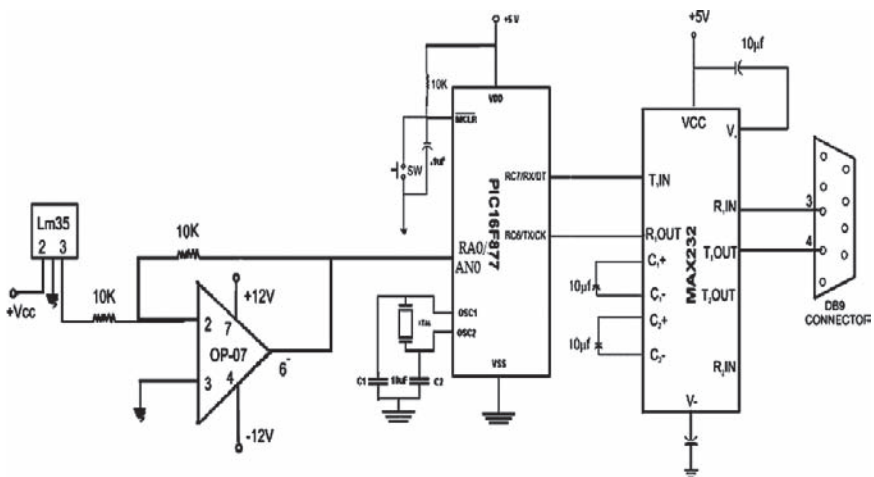 +5V
10K
VDD
MCLR
.1uf
SW
PIC16F877
RC7/RX/DT
RC6/TX/CK
RA0/
AN0
OSC1
OSC2
VSS
C1
C2
Lm35
2 3
+Vcc
10K
10K
+12V
2
7
OP-07
6
3
4
-12V
+5V
10µf
VCC
V+
T1IN
R1IN
R1OUT
T1OUT
C1+
C1-
C2+
C2-
T2OUT
R2IN
V-
MAX232
10µf
10µf
3
4
DB9
CONNECTOR